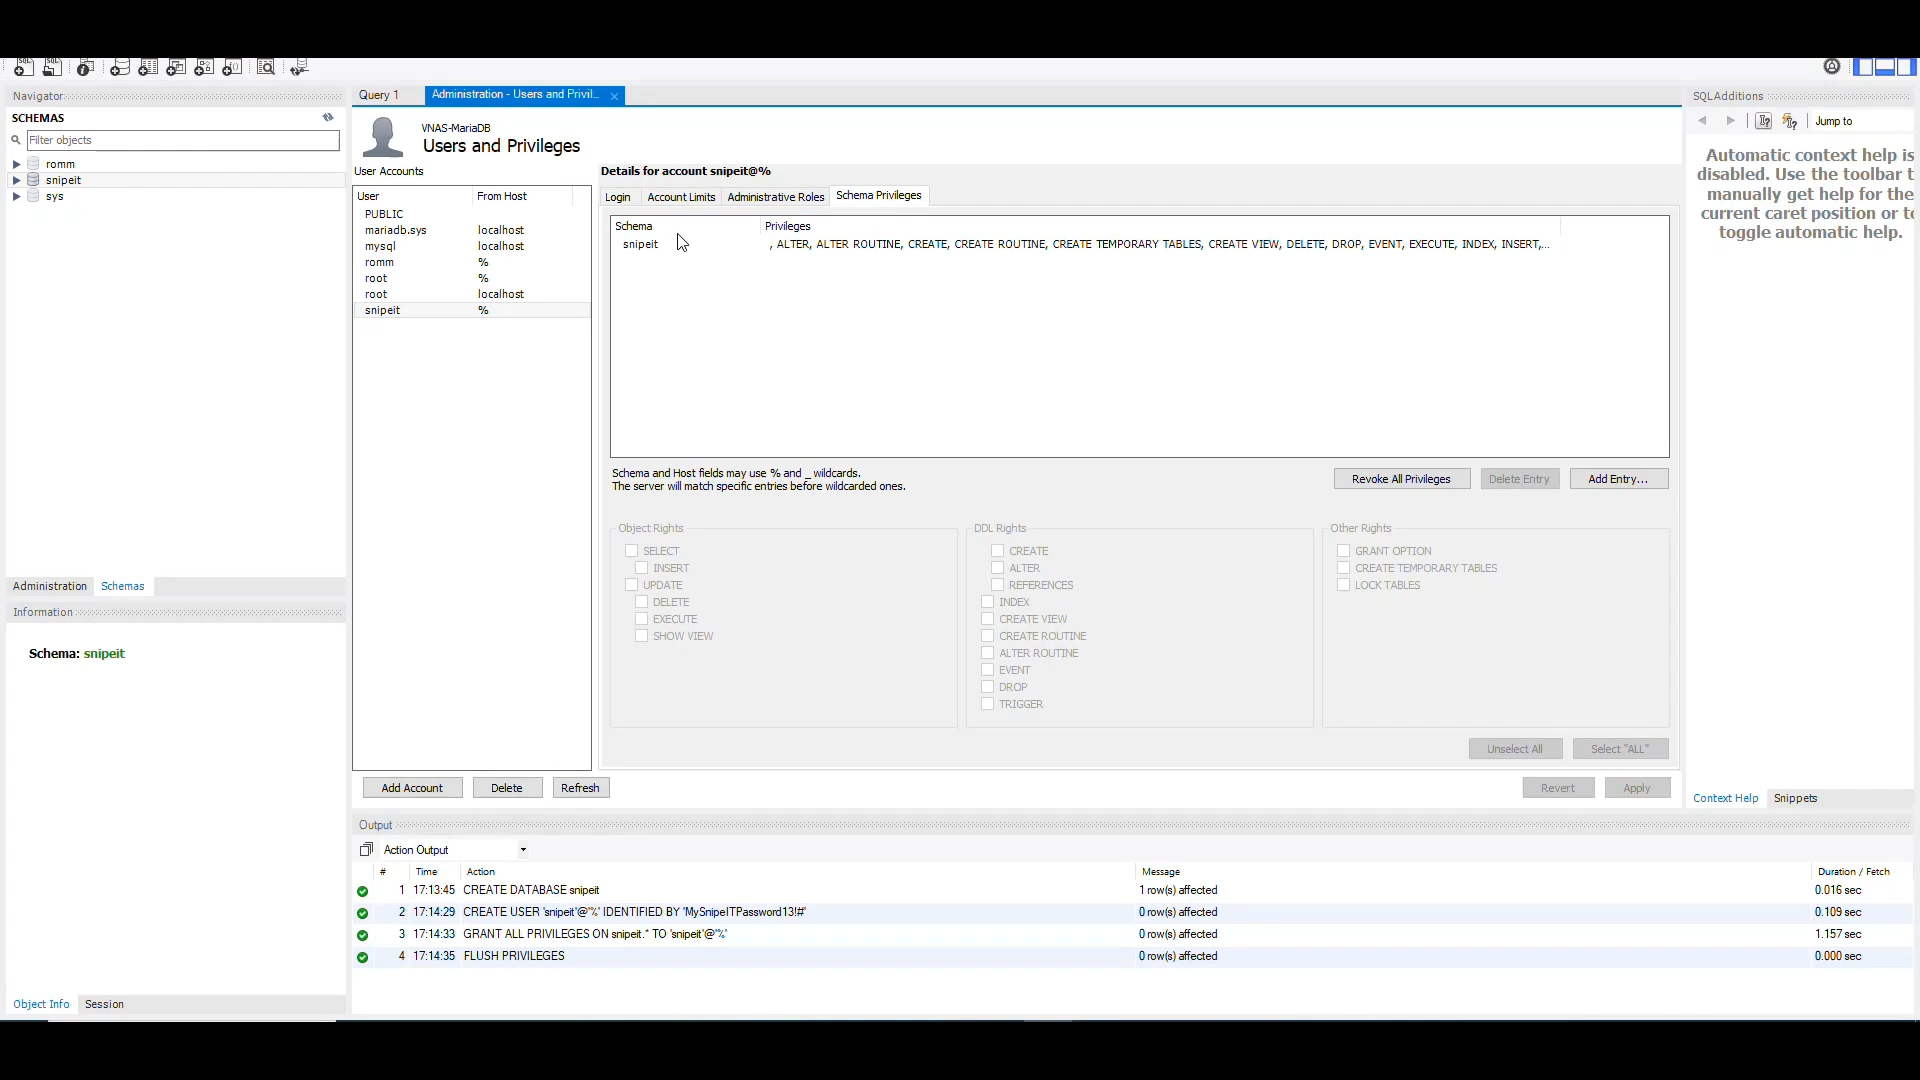 Navigator
Query 1
Administration - Users and Privil...
SQLAdditions
SCHEMAS
Filter objects
romm
snipeit
sys
VNAS-MariaDB
Users and Privileges
Jump to
Automatic context help is
disabled. Use the toolbar t
manually get help for the
current caret position or to
toggle automatic help.
User Accounts
User From Host
PUBLIC
mariadb.sys localhost
mysql localhost
romm %
root %
root localhost
snipeit %
Details for account snipeit@%
Login Account Limits Administrative Roles Schema Privileges
Schema Privileges
snipeit , ALTER, ALTER ROUTINE, CREATE, CREATE ROUTINE, CREATE TEMPORARY TABLES, CREATE VIEW, DELETE, DROP, EVENT, EXECUTE, INDEX, INSERT,...
Schema and Host fields may use % and _ wildcards.
The server will match specific entries before wildcarded ones.
Revoke All Privileges Delete Entry Add Entry...
Object Rights
SELECT
INSERT
UPDATE
DELETE
EXECUTE
SHOW VIEW
DDL Rights
CREATE
ALTER
REFERENCES
INDEX
CREATE VIEW
CREATE ROUTINE
ALTER ROUTINE
EVENT
DROP
TRIGGER
Other Rights
GRANT OPTION
CREATE TEMPORARY TABLES
LOCK TABLES
Unselect All Select "ALL"
Add Account Delete Refresh
Revert Apply
Administration Schemas
Information
Schema: snipeit
Object Info Session
Context Help Snippets
Output
Action Output
# Time Action Message Duration / Fetch
1 17:13:45 CREATE DATABASE snipeit 1 row(s) affected 0.016 sec
2 17:14:29 CREATE USER 'snipeit'@'%' IDENTIFIED BY 'MySnipeITPassword13!#' 0 row(s) affected 0.109 sec
3 17:14:33 GRANT ALL PRIVILEGES ON snipeit.* TO 'snipeit'@'%' 0 row(s) affected 1.157 sec
4 17:14:35 FLUSH PRIVILEGES 0 row(s) affected 0.000 sec